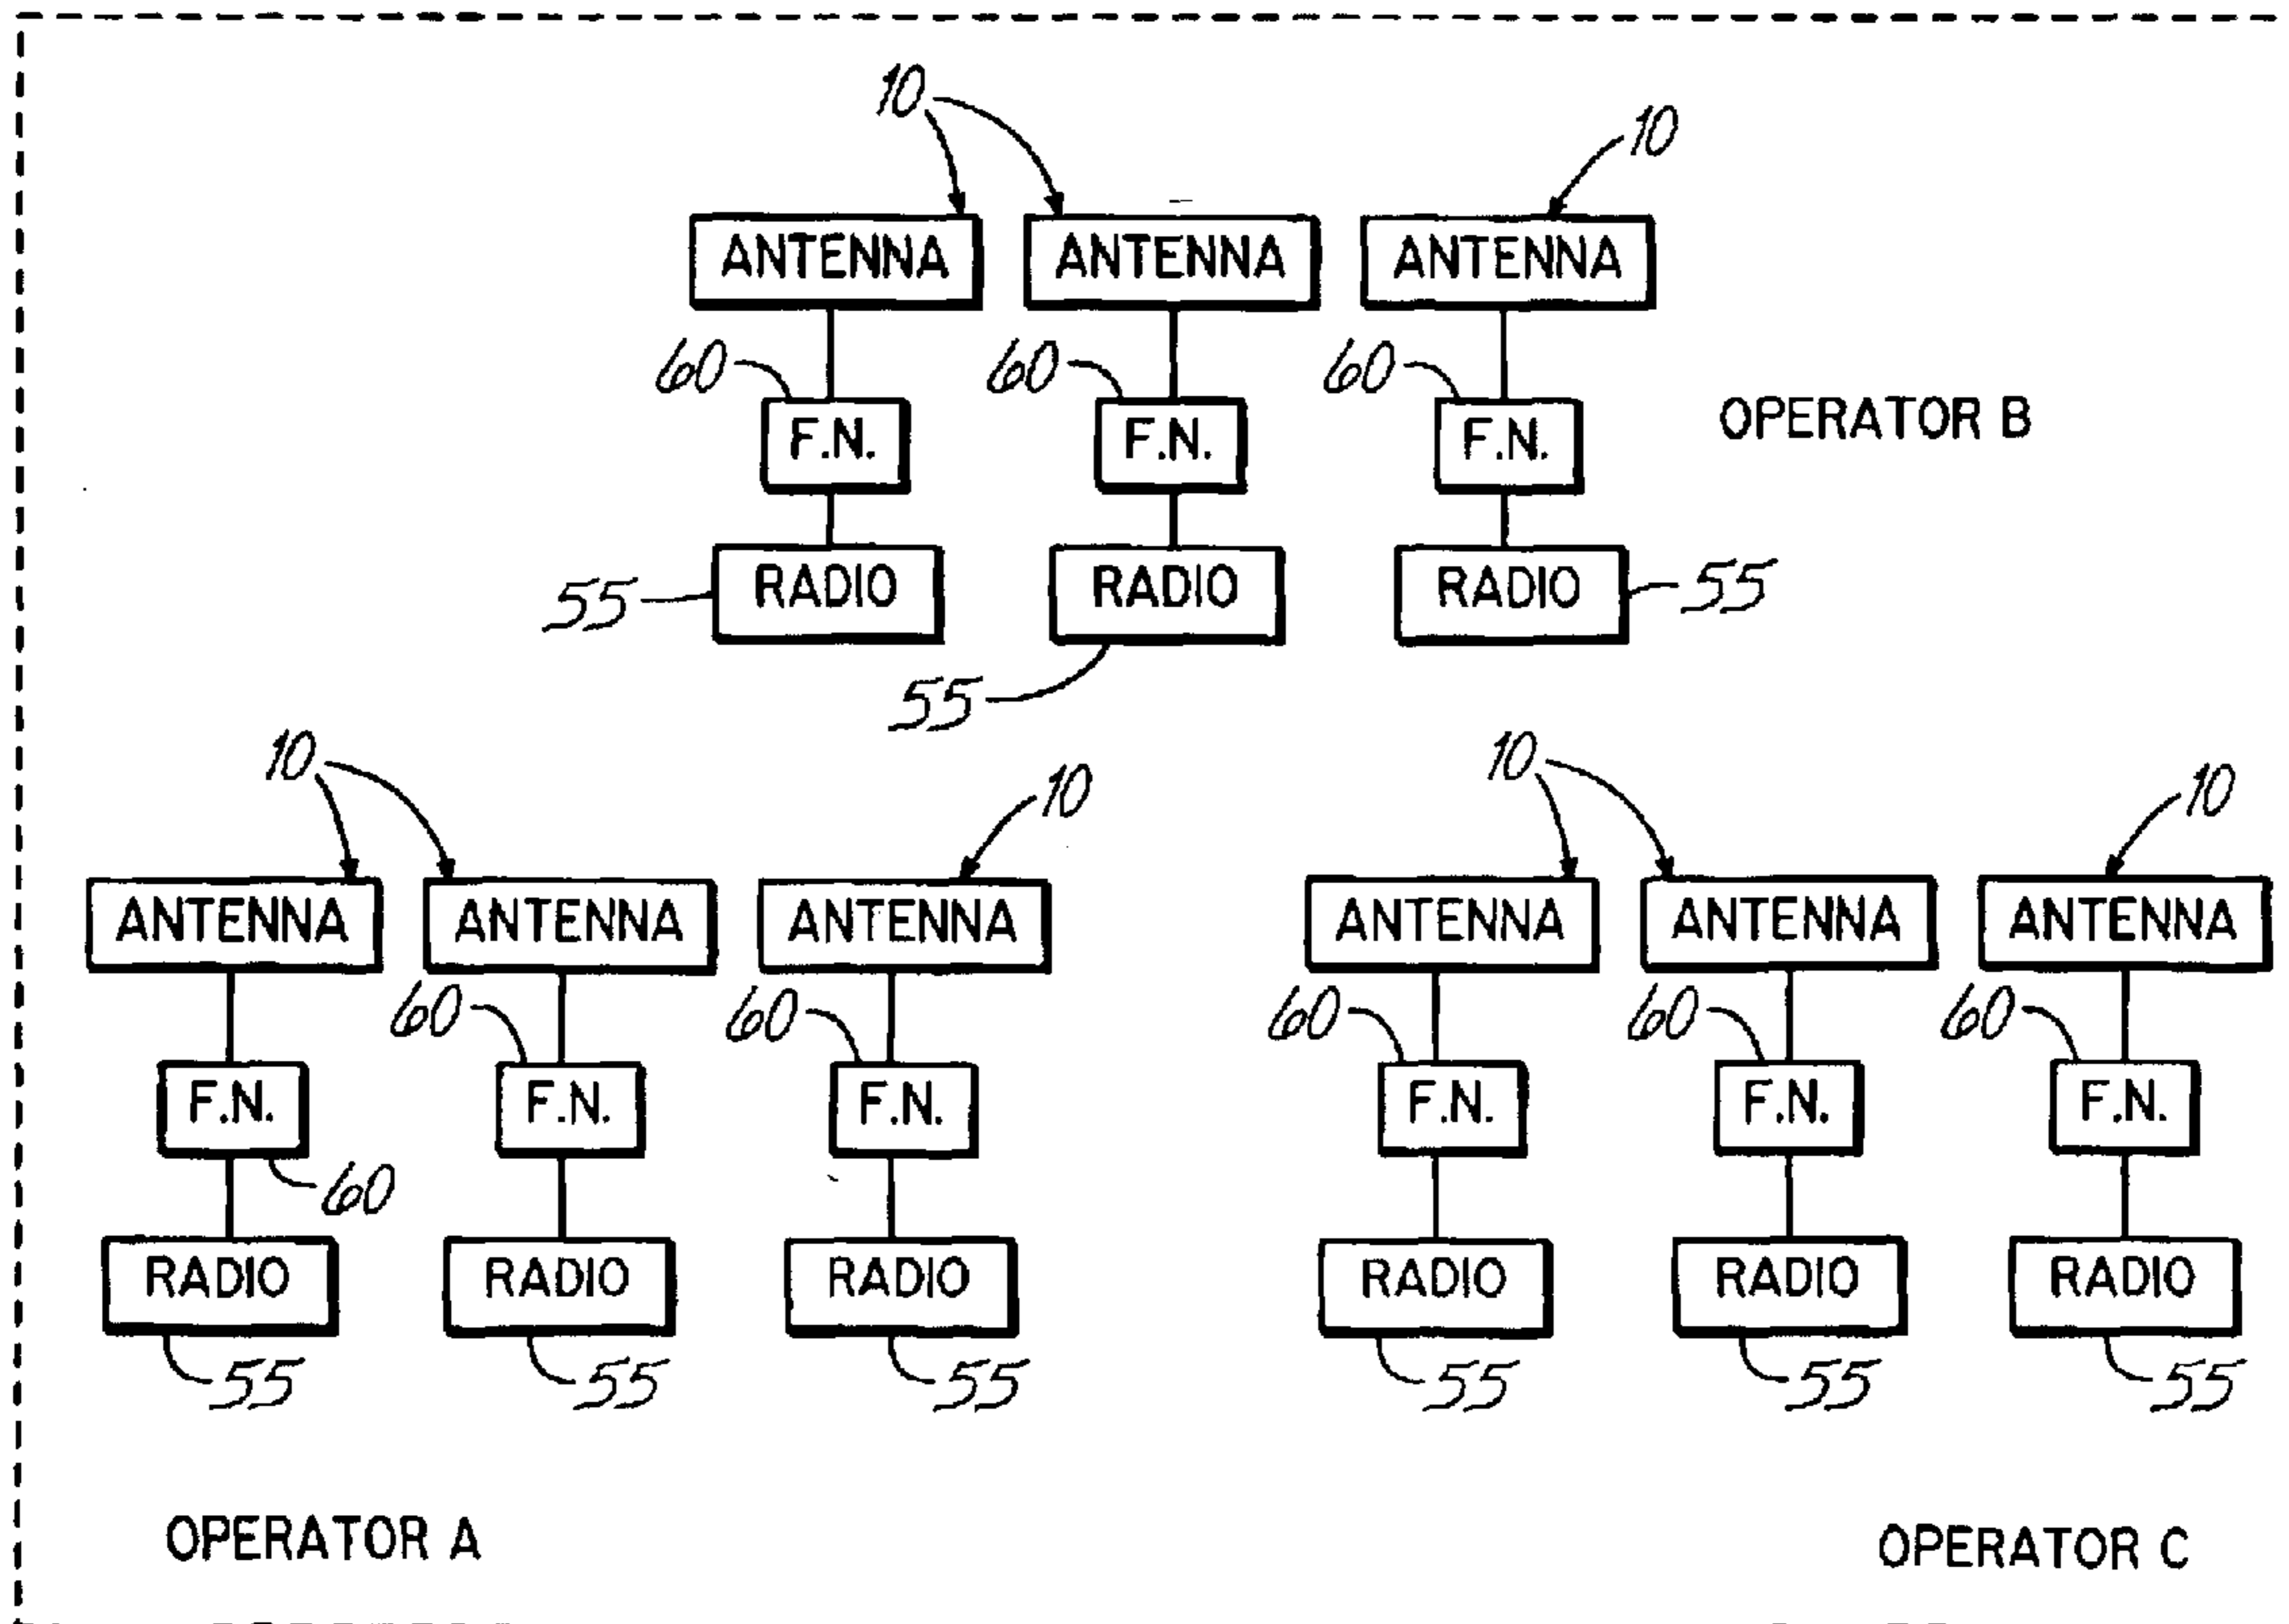 10 10
ANTENNA ANTENNA ANTENNA
60 60 60
F.N. F.N. F.N.
OPERATOR B
RADIO RADIO RADIO
55 55
55
10 10 10 10
ANTENNA ANTENNA ANTENNA ANTENNA ANTENNA ANTENNA
60 60 60 60 60
F.N. F.N. F.N. F.N. F.N. F.N.
60
RADIO RADIO RADIO RADIO RADIO RADIO
55 55 55 55 55 55
OPERATOR A OPERATOR C